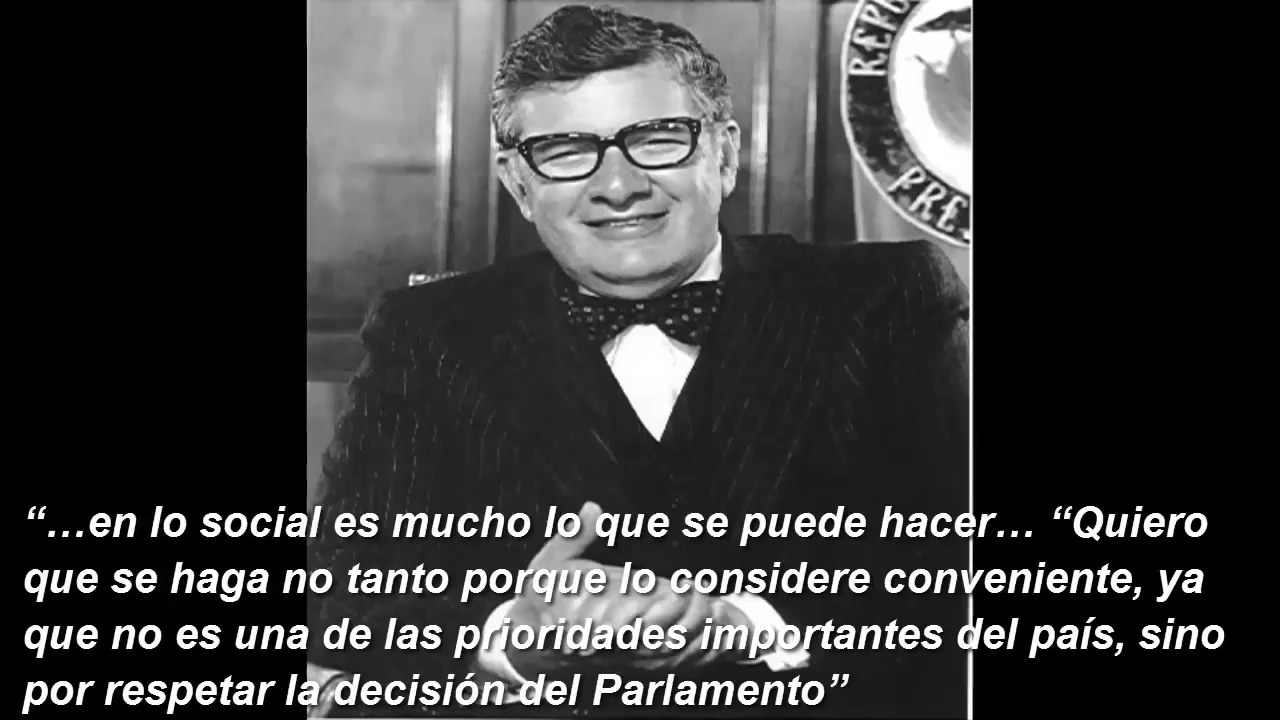 REPU
PRE
“…en lo social es mucho lo que se puede hacer… “Quiero
que se haga no tanto porque lo considere conveniente, ya
que no es una de las prioridades importantes del país, sino
por respetar la decisión del Parlamento”